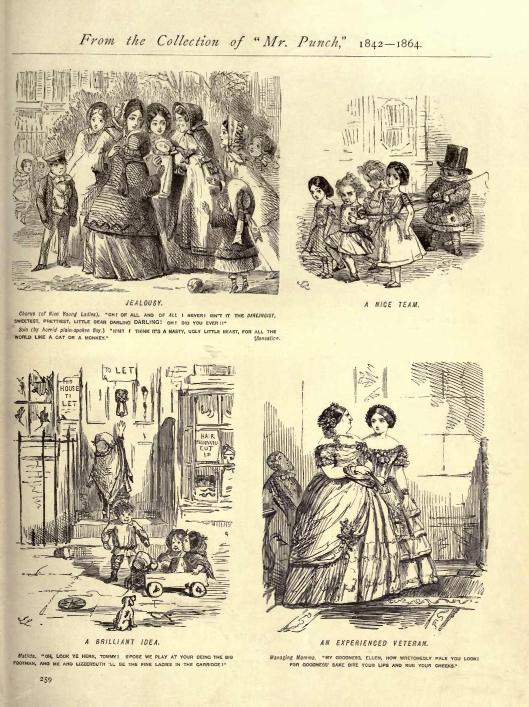 From the Collection of "Mr. Punch," 1842—1864.
JEALOUSY.
Chorus (of Nice Young Ladies). "OH! OF ALL AND OF ALL I NEVER! ISN'T IT THE DARLINGIST,
SWEETEST, PRETTIEST, LITTLE DEAR DARLING DARLING! OH! DID YOU EVER!!"
Solo (by horrid plain-spoken Boy.) "WHY I THINK IT'S A NASTY, UGLY LITTLE BEAST, FOR ALL THE
WORLD LIKE A CAT OR A MONKEY."
[Sensation.
A NICE TEAM.
THIS
HOUSE
TO
LET
TO LET
HAIR
CUT
A BRILLIANT IDEA.
Matilda. "OH, LOOK YE HERE, TOMMY! S'POSE WE PLAY AT YOUR BEING THE BIG
FOOTMAN, AND ME AND LIZZERBUTH 'LL BE THE FINE LADIES IN THE CARRIDGE!"
AN EXPERIENCED VETERAN.
Managing Mamma. "MY GOODNESS, ELLEN, HOW WRETCHEDLY PALE YOU LOOK!
FOR GOODNESS' SAKE BITE YOUR LIPS AND RUB YOUR CHEEKS."
259